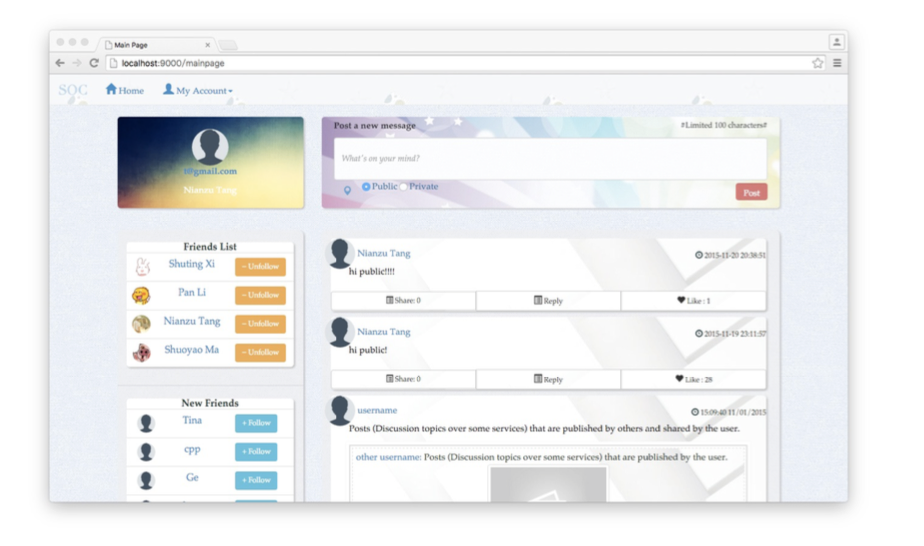 Main Page
localhost:9000/mainpage
SOC Home My Account
Post a new message #Limited 100 characters#
What's on your mind?
t@gmail.com
Nianzu Tang
Public Private
Post
Friends List
Shuting Xi - Unfollow
Pan Li - Unfollow
Nianzu Tang - Unfollow
Shuoyao Ma - Unfollow
New Friends
Tina + Follow
cpp + Follow
Ge + Follow
Nianzu Tang 2015-11-20 20:36:51
hi public!!!!
Share: 0 Reply Like : 1
Nianzu Tang 2015-11-19 23:11:57
hi public!
Share: 0 Reply Like : 28
username 15:09:40 11/01/2015
Posts (Discussion topics over some services) that are published by others and shared by the user.
other username: Posts (Discussion topics over some services) that are published by the user.